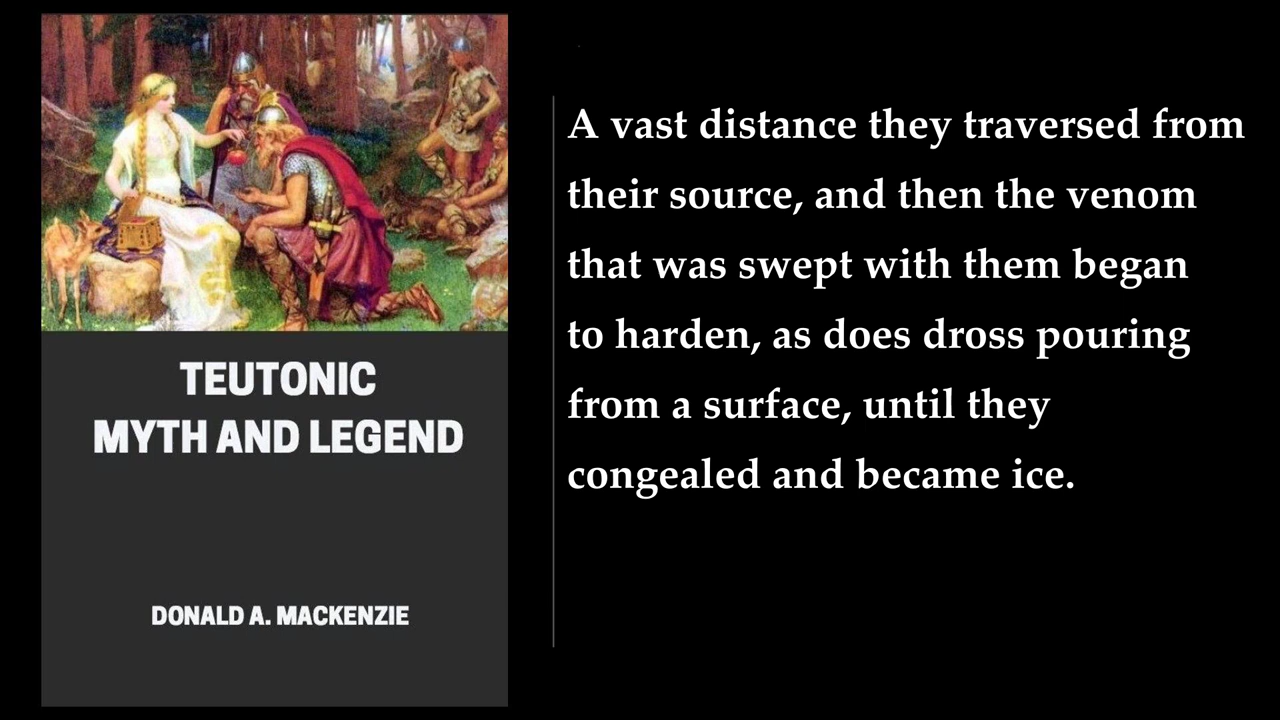 TEUTONIC
MYTH AND LEGEND
DONALD A. MACKENZIE
A vast distance they traversed from
their source, and then the venom
that was swept with them began
to harden, as does dross pouring
from a surface, until they
congealed and became ice.